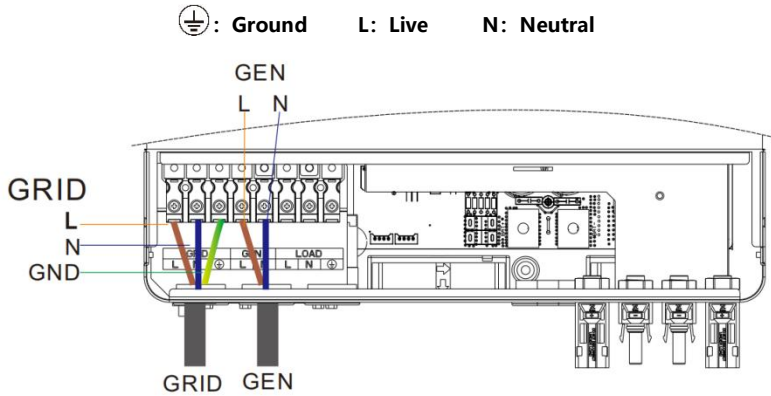 ⏚: Ground L: Live N: Neutral
GEN
L N
GRID
L
N
GND
GRID GEN LOAD
L N ⏚ L N L N ⏚
GRID GEN